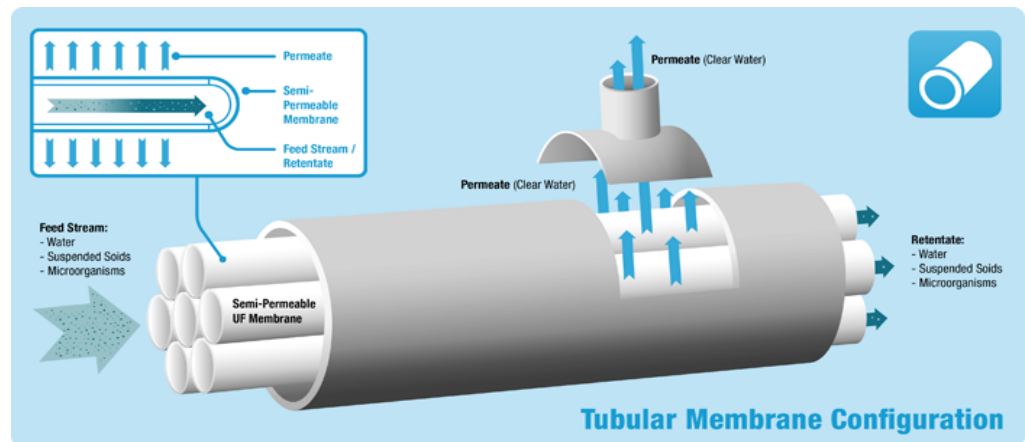 Permeate
Semi-
Permeable
Membrane
Feed Stream /
Retentate
Permeate (Clear Water)
Permeate (Clear Water)
Feed Stream:
- Water
- Suspended Soids
- Microorganisms
Semi-Permeable
UF Membrane
Retentate:
- Water
- Suspended Soids
- Microorganisms
Tubular Membrane Configuration